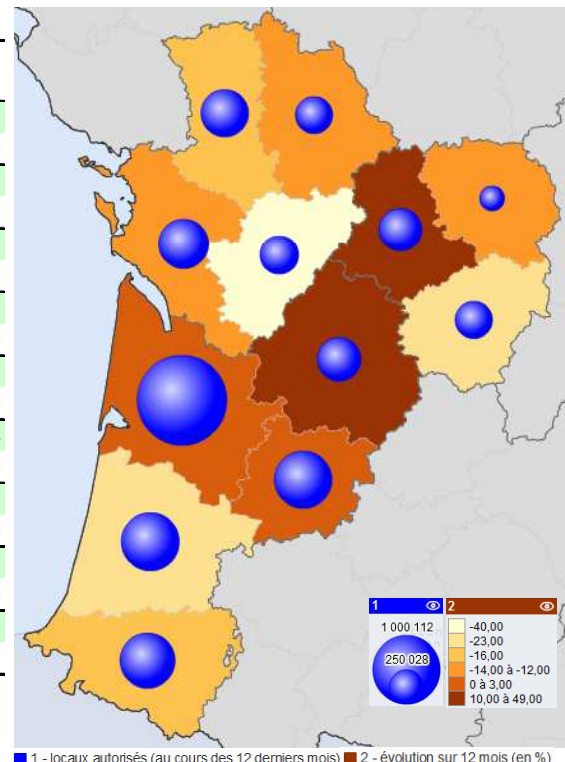 1 2
1 000 112
250 028
-40,00
-23,00
-16,00
-14,00 à -12,00
0 à 3,00
10,00 à 49,00
1 - locaux autorisés (au cours des 12 derniers mois) 2 - évolution sur 12 mois (en %)